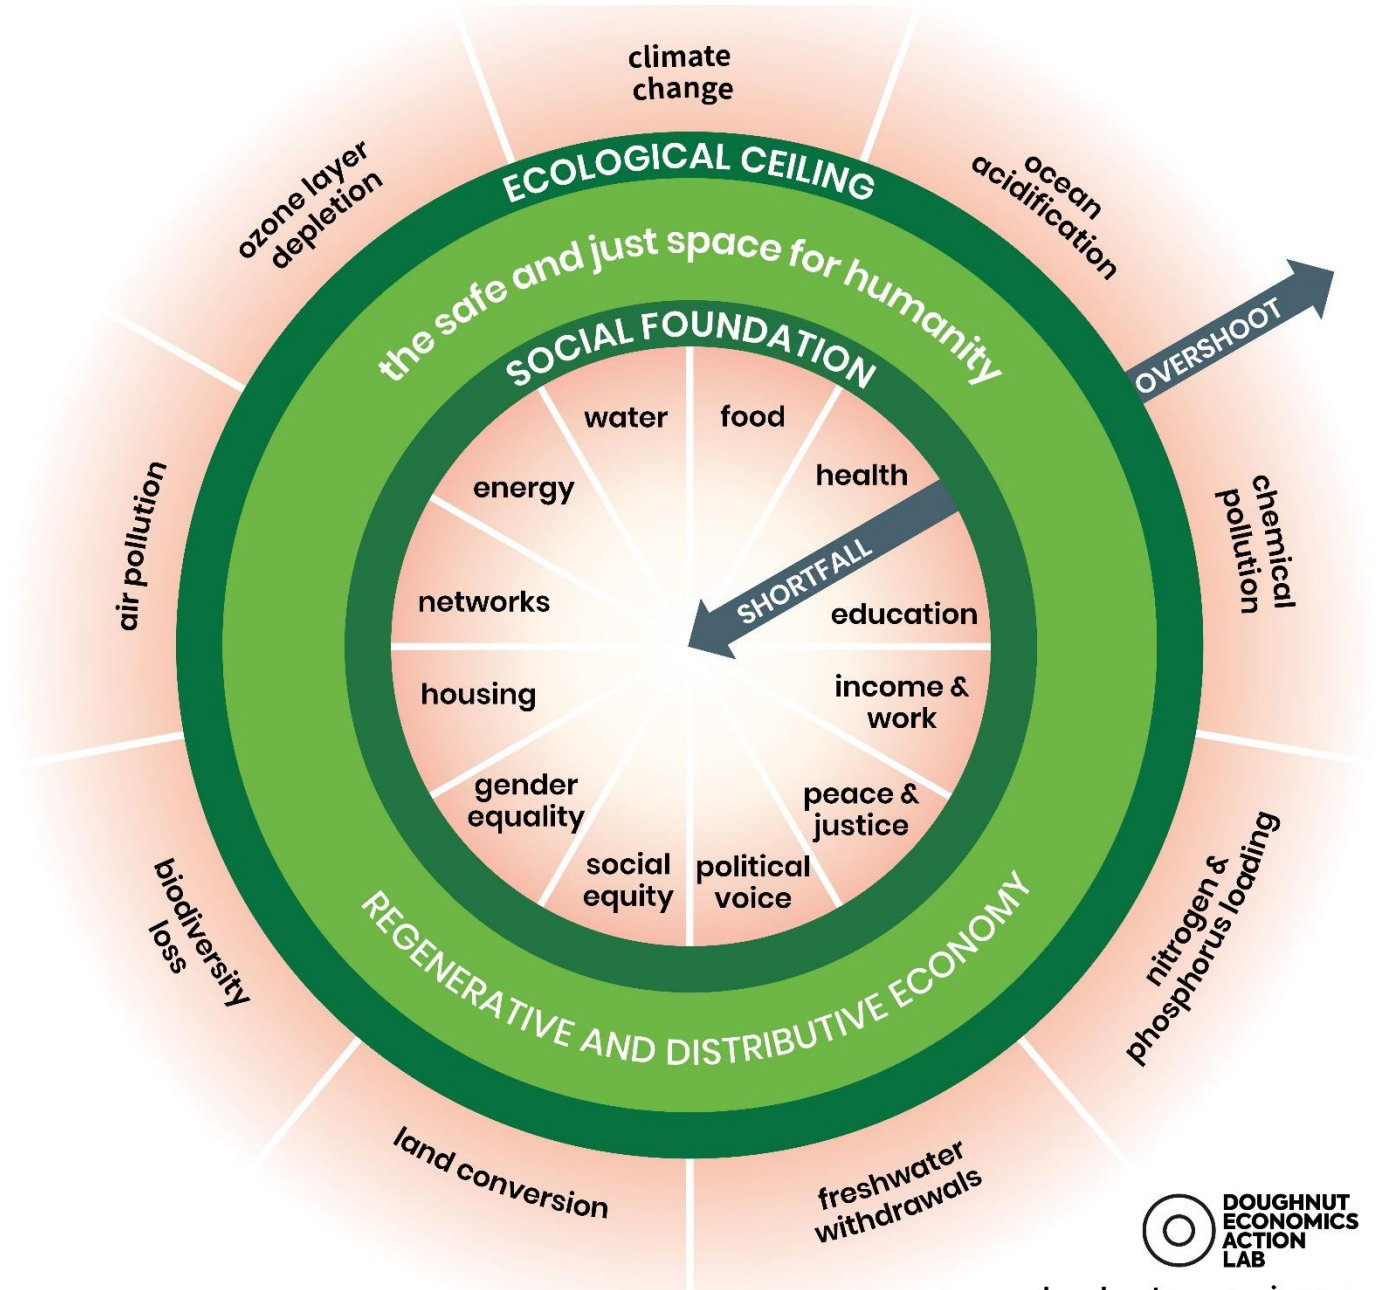 climate
change
ocean
acidification
OVERSHOOT
chemical
pollution
nitrogen &
phosphorus loading
freshwater
withdrawals
land conversion
biodiversity
loss
air pollution
ozone layer
depletion
ECOLOGICAL CEILING
the safe and just space for humanity
SOCIAL FOUNDATION
water
food
health
SHORTFALL
education
income &
work
peace &
justice
political
voice
social
equity
gender
equality
housing
networks
energy
REGENERATIVE AND DISTRIBUTIVE ECONOMY
DOUGHNUT
ECONOMICS
ACTION
LAB